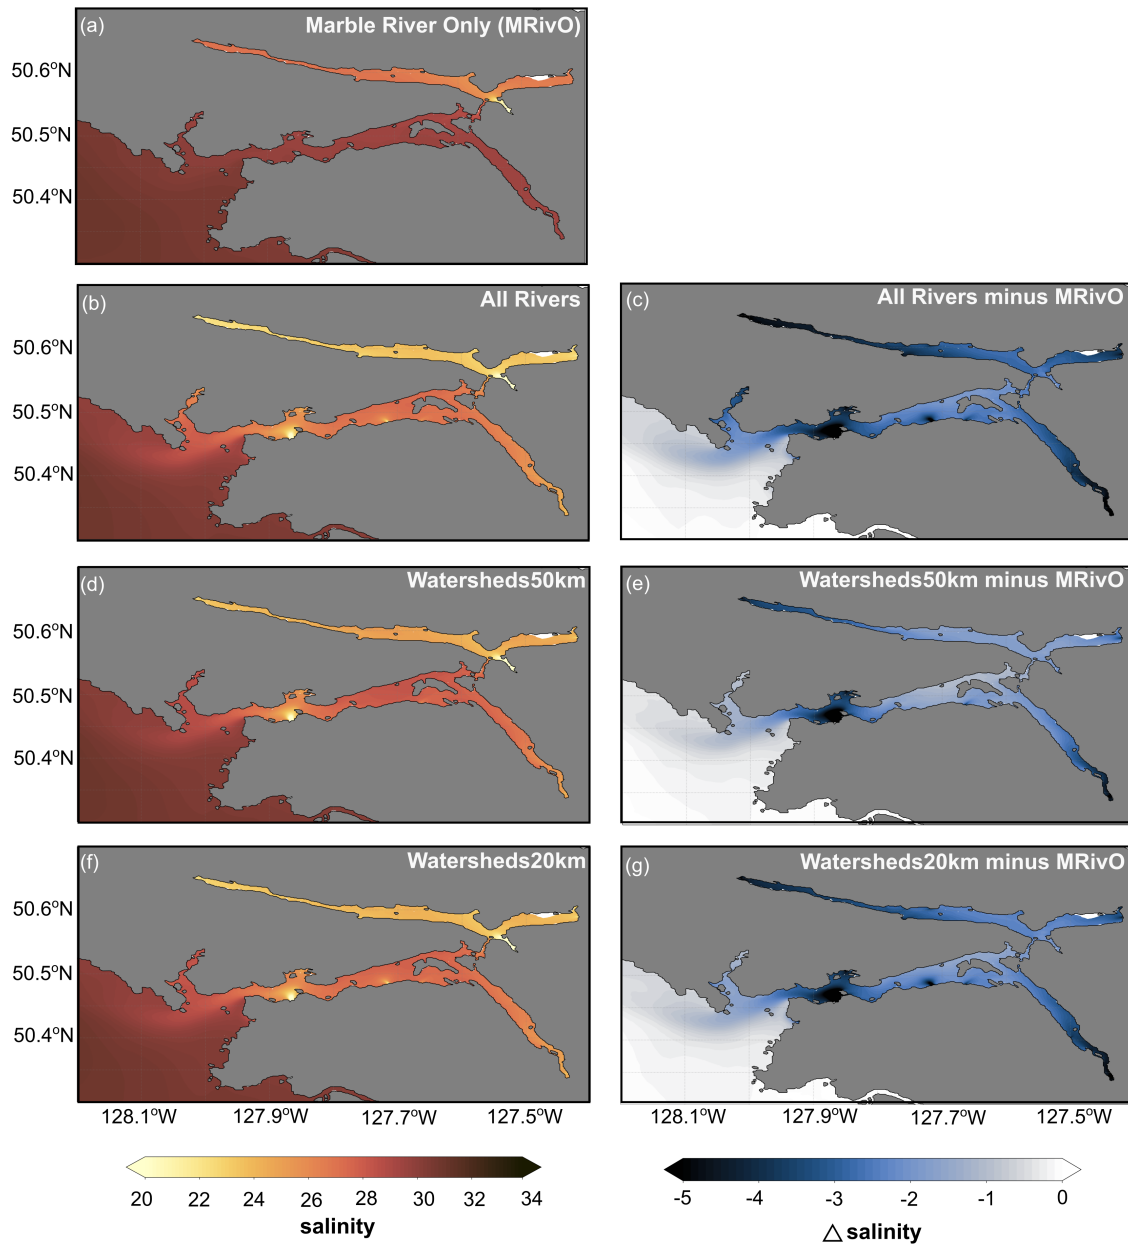 (a) Marble River Only (MRivO)
50.6°N
50.5°N
50.4°N
(b) All Rivers
(c) All Rivers minus MRivO
50.6°N
50.5°N
50.4°N
(d) Watersheds50km
(e) Watersheds50km minus MRivO
50.6°N
50.5°N
50.4°N
(f) Watersheds20km
(g) Watersheds20km minus MRivO
50.6°N
50.5°N
50.4°N
128.1°W 127.9°W 127.7°W 127.5°W
128.1°W 127.9°W 127.7°W 127.5°W
20 22 24 26 28 30 32 34
salinity
-5 -4 -3 -2 -1 0
△ salinity